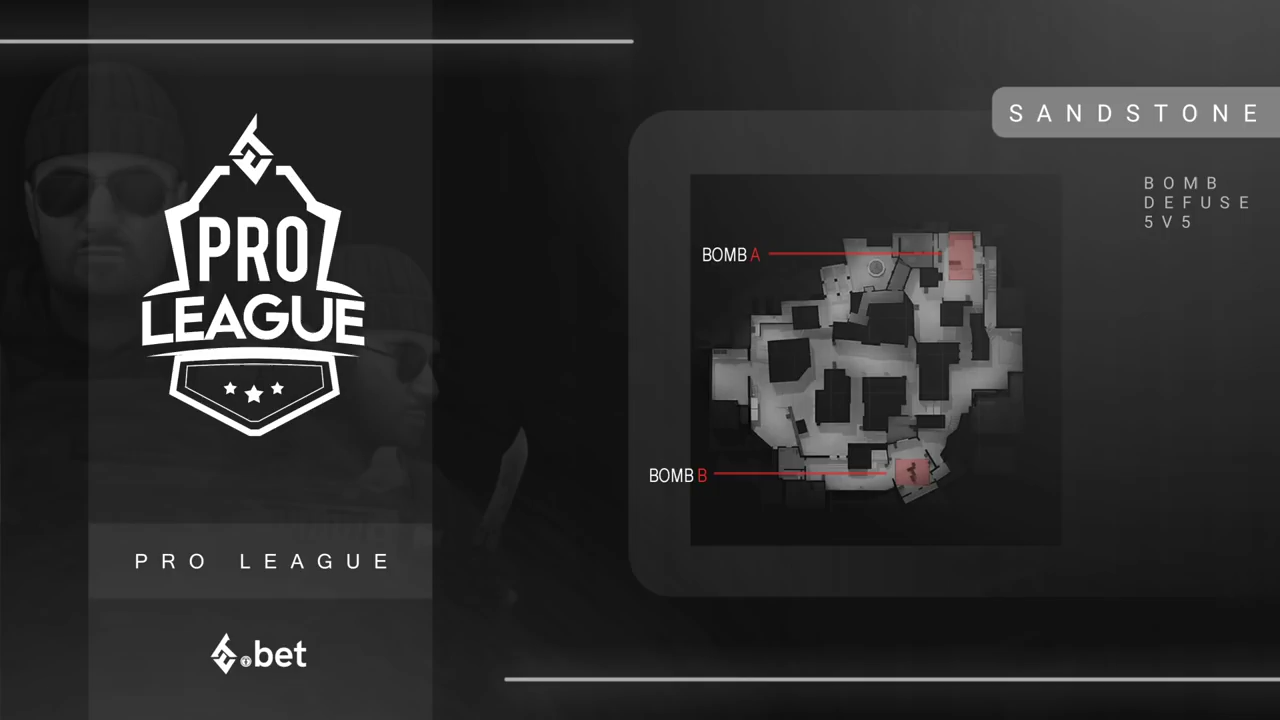 PRO
LEAGUE
PRO LEAGUE
.bet
SANDSTONE
BOMB
DEFUSE
5V5
BOMB A
BOMB B